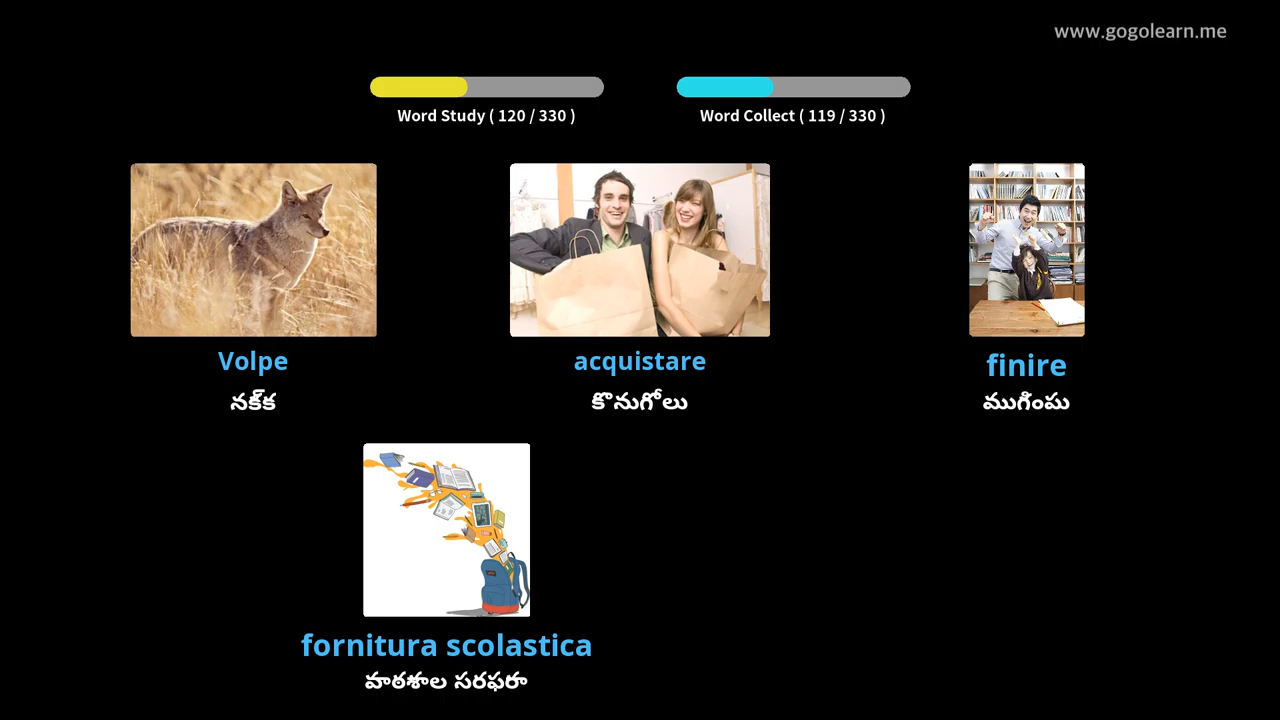 www.gogolearn.me
Word Study ( 120 / 330 )
Word Collect ( 119 / 330 )
Volpe
acquistare
finire
నక్క
కొనుగోలు
ముగింపు
fornitura scolastica
పాఠశాల సరఫరా